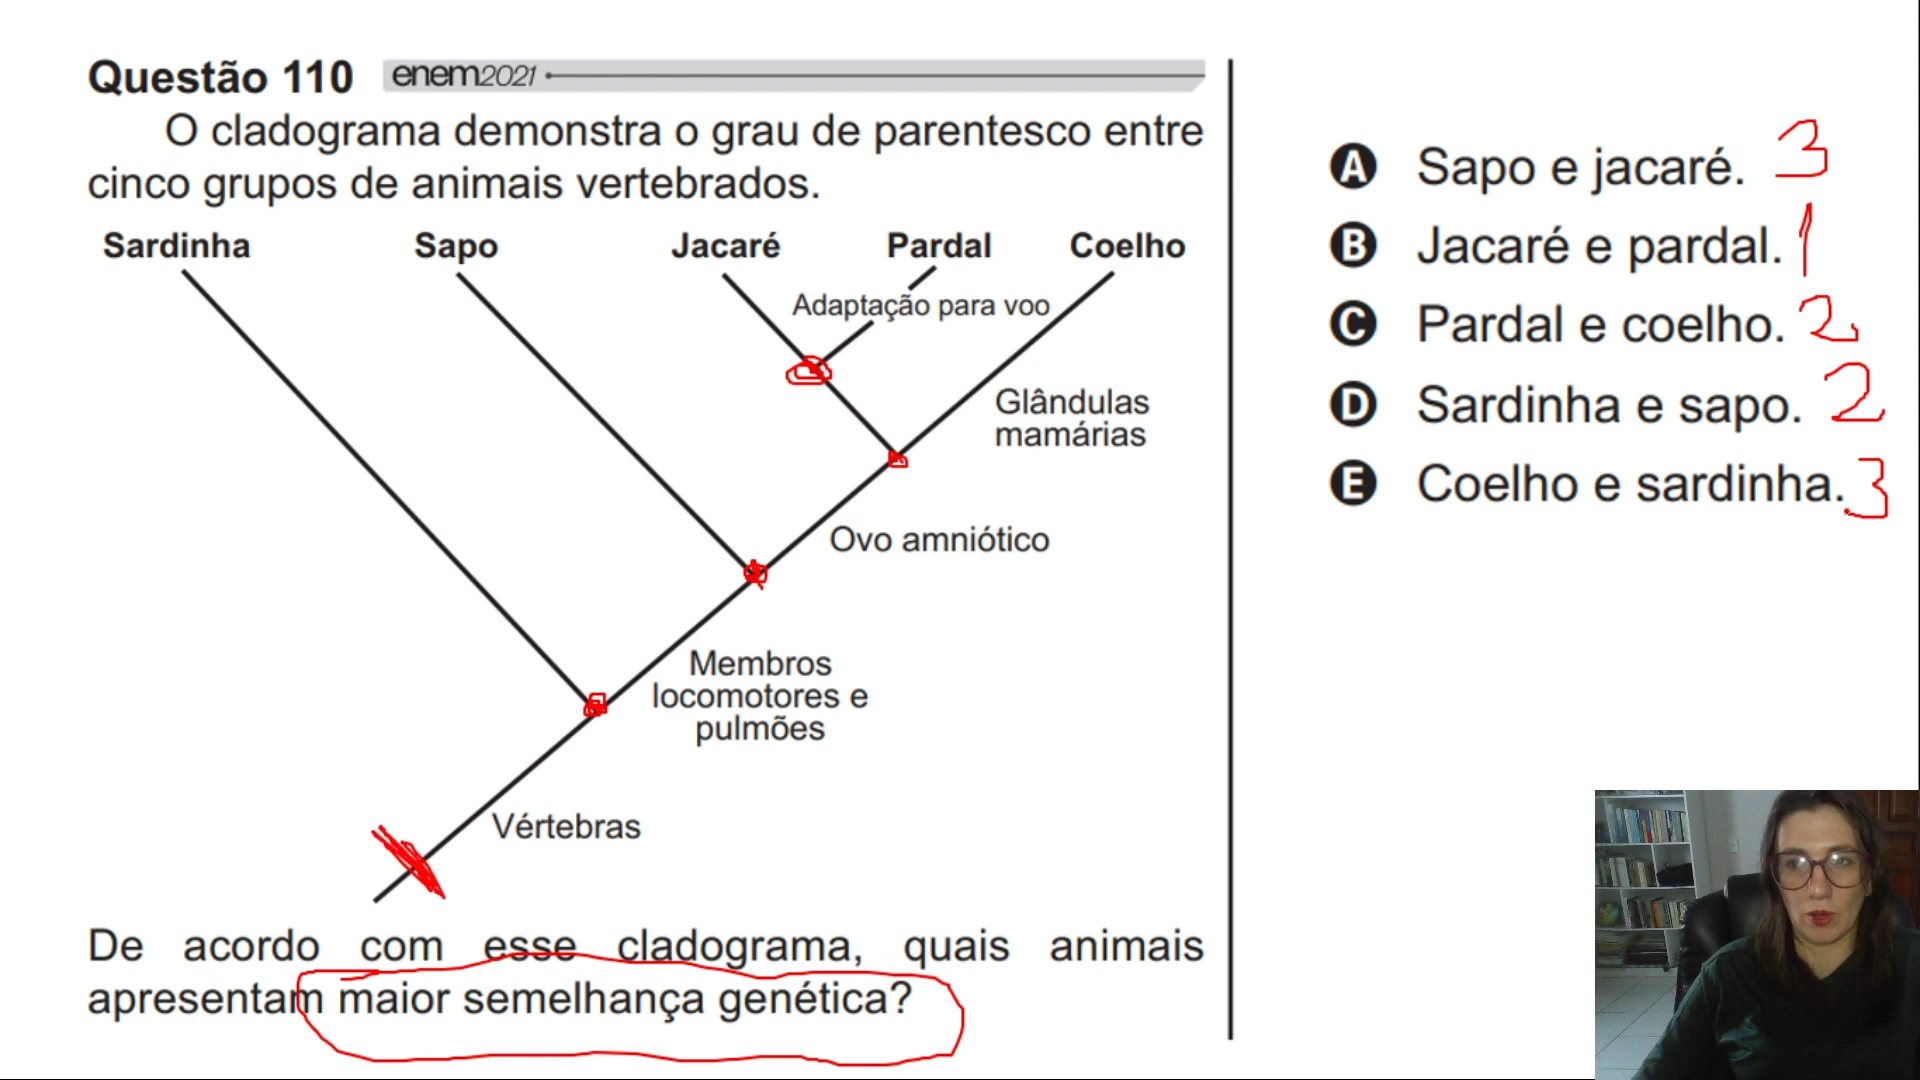 Questão 110 enem2021
O cladograma demonstra o grau de parentesco entre
cinco grupos de animais vertebrados.
Sardinha Sapo Jacaré Pardal Coelho
Adaptação para voo
Glândulas
mamárias
Ovo amniótico
Membros
locomotores e
pulmões
Vértebras
De acordo com esse cladograma, quais animais
apresentam maior semelhança genética?
A Sapo e jacaré. 3
B Jacaré e pardal. 1
C Pardal e coelho. 2
D Sardinha e sapo. 2
E Coelho e sardinha. 3